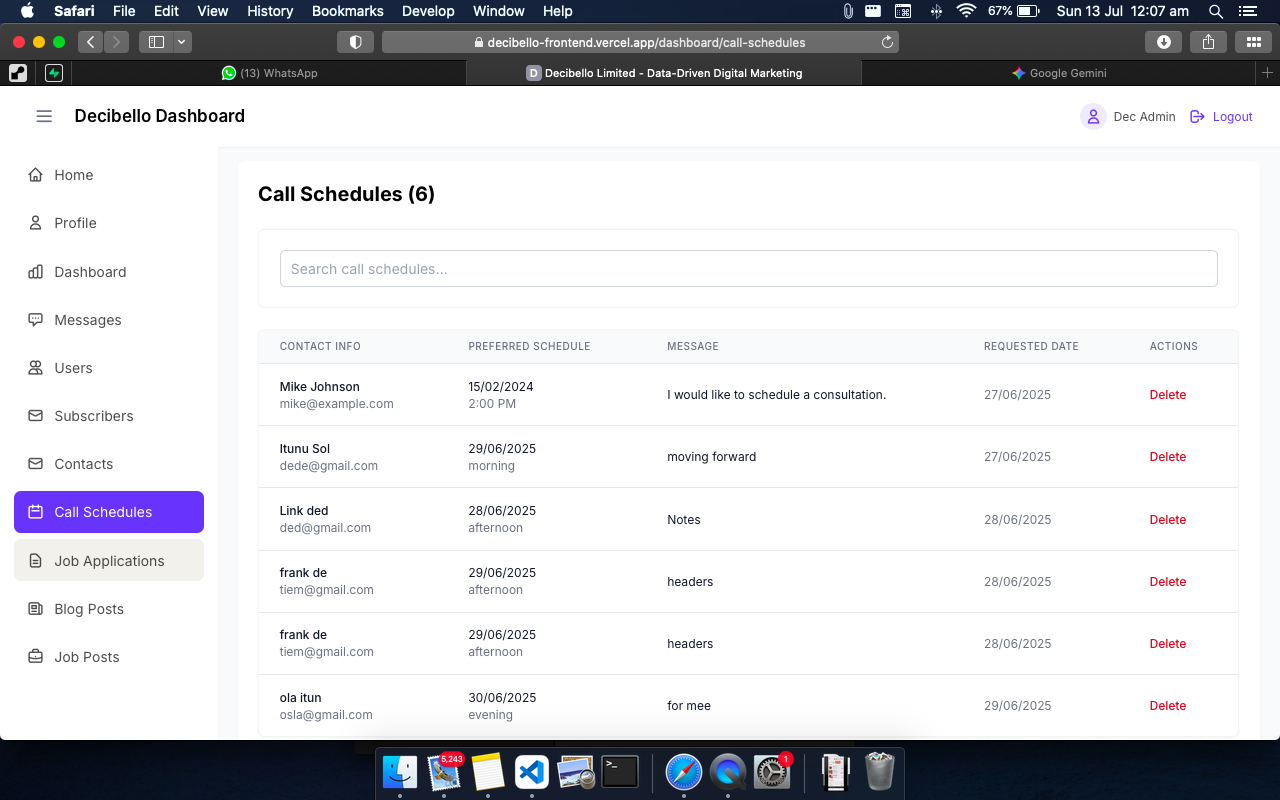 Safari File Edit View History Bookmarks Develop Window Help 67% Sun 13 Jul 12:07 am
decibello-frontend.vercel.app/dashboard/call-schedules
(13) WhatsApp
D Decibello Limited - Data-Driven Digital Marketing
Google Gemini
Decibello Dashboard
Dec Admin
Logout
Home
Profile
Dashboard
Messages
Users
Subscribers
Contacts
Call Schedules
Job Applications
Blog Posts
Job Posts
Call Schedules (6)
Search call schedules...
CONTACT INFO PREFERRED SCHEDULE MESSAGE REQUESTED DATE ACTIONS
Mike Johnson 15/02/2024
mike@example.com 2:00 PM
I would like to schedule a consultation. 27/06/2025 Delete
Itunu Sol 29/06/2025
dede@gmail.com morning
moving forward 27/06/2025 Delete
Link ded 28/06/2025
ded@gmail.com afternoon
Notes 28/06/2025 Delete
frank de 29/06/2025
tiem@gmail.com afternoon
headers 28/06/2025 Delete
frank de 29/06/2025
tiem@gmail.com afternoon
headers 28/06/2025 Delete
ola itun 30/06/2025
osla@gmail.com evening
for mee 29/06/2025 Delete
5,243
>_
1